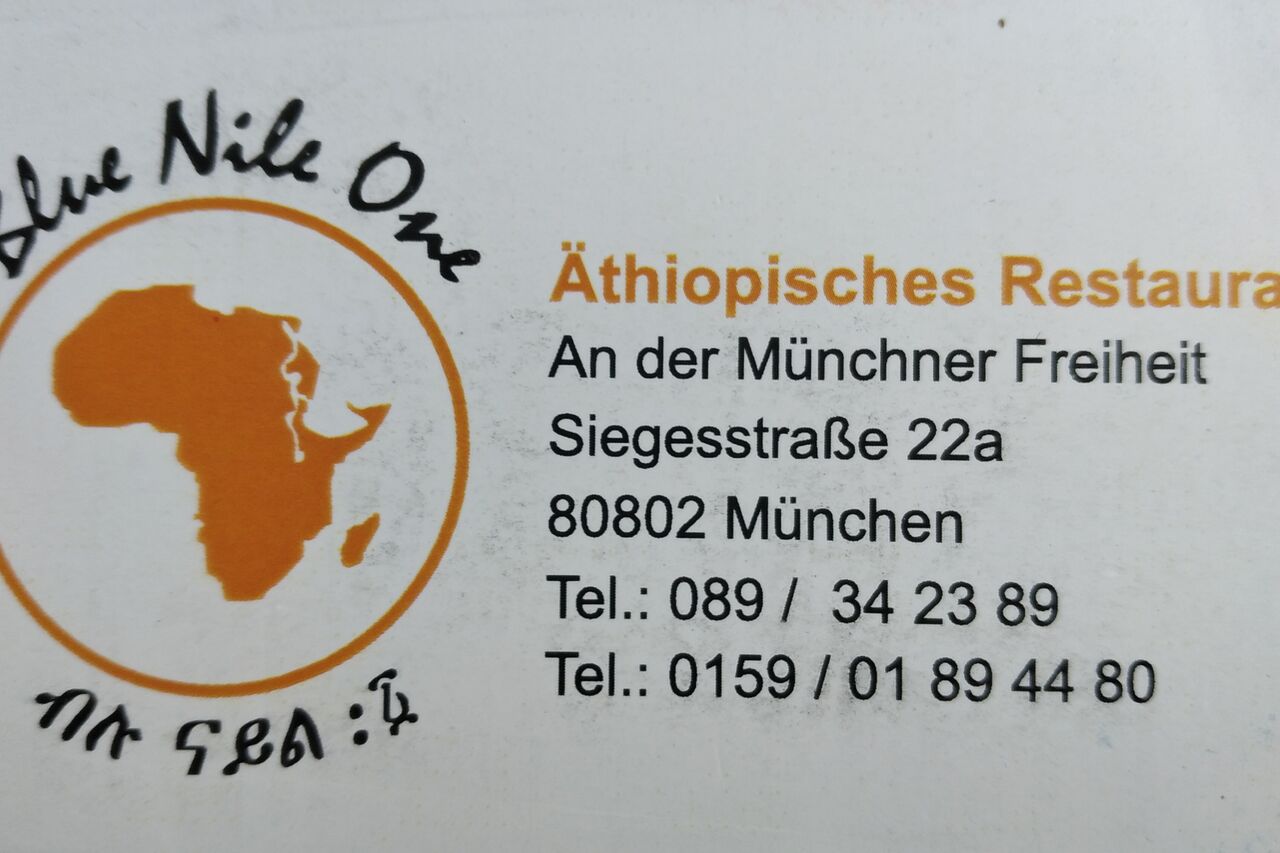 Blue Nile One
Äthiopisches Restaura
An der Münchner Freiheit
Siegesstraße 22a
80802 München
Tel.: 089 / 34 23 89
Tel.: 0159 / 01 89 44 80
ብሉ ናይል:፩